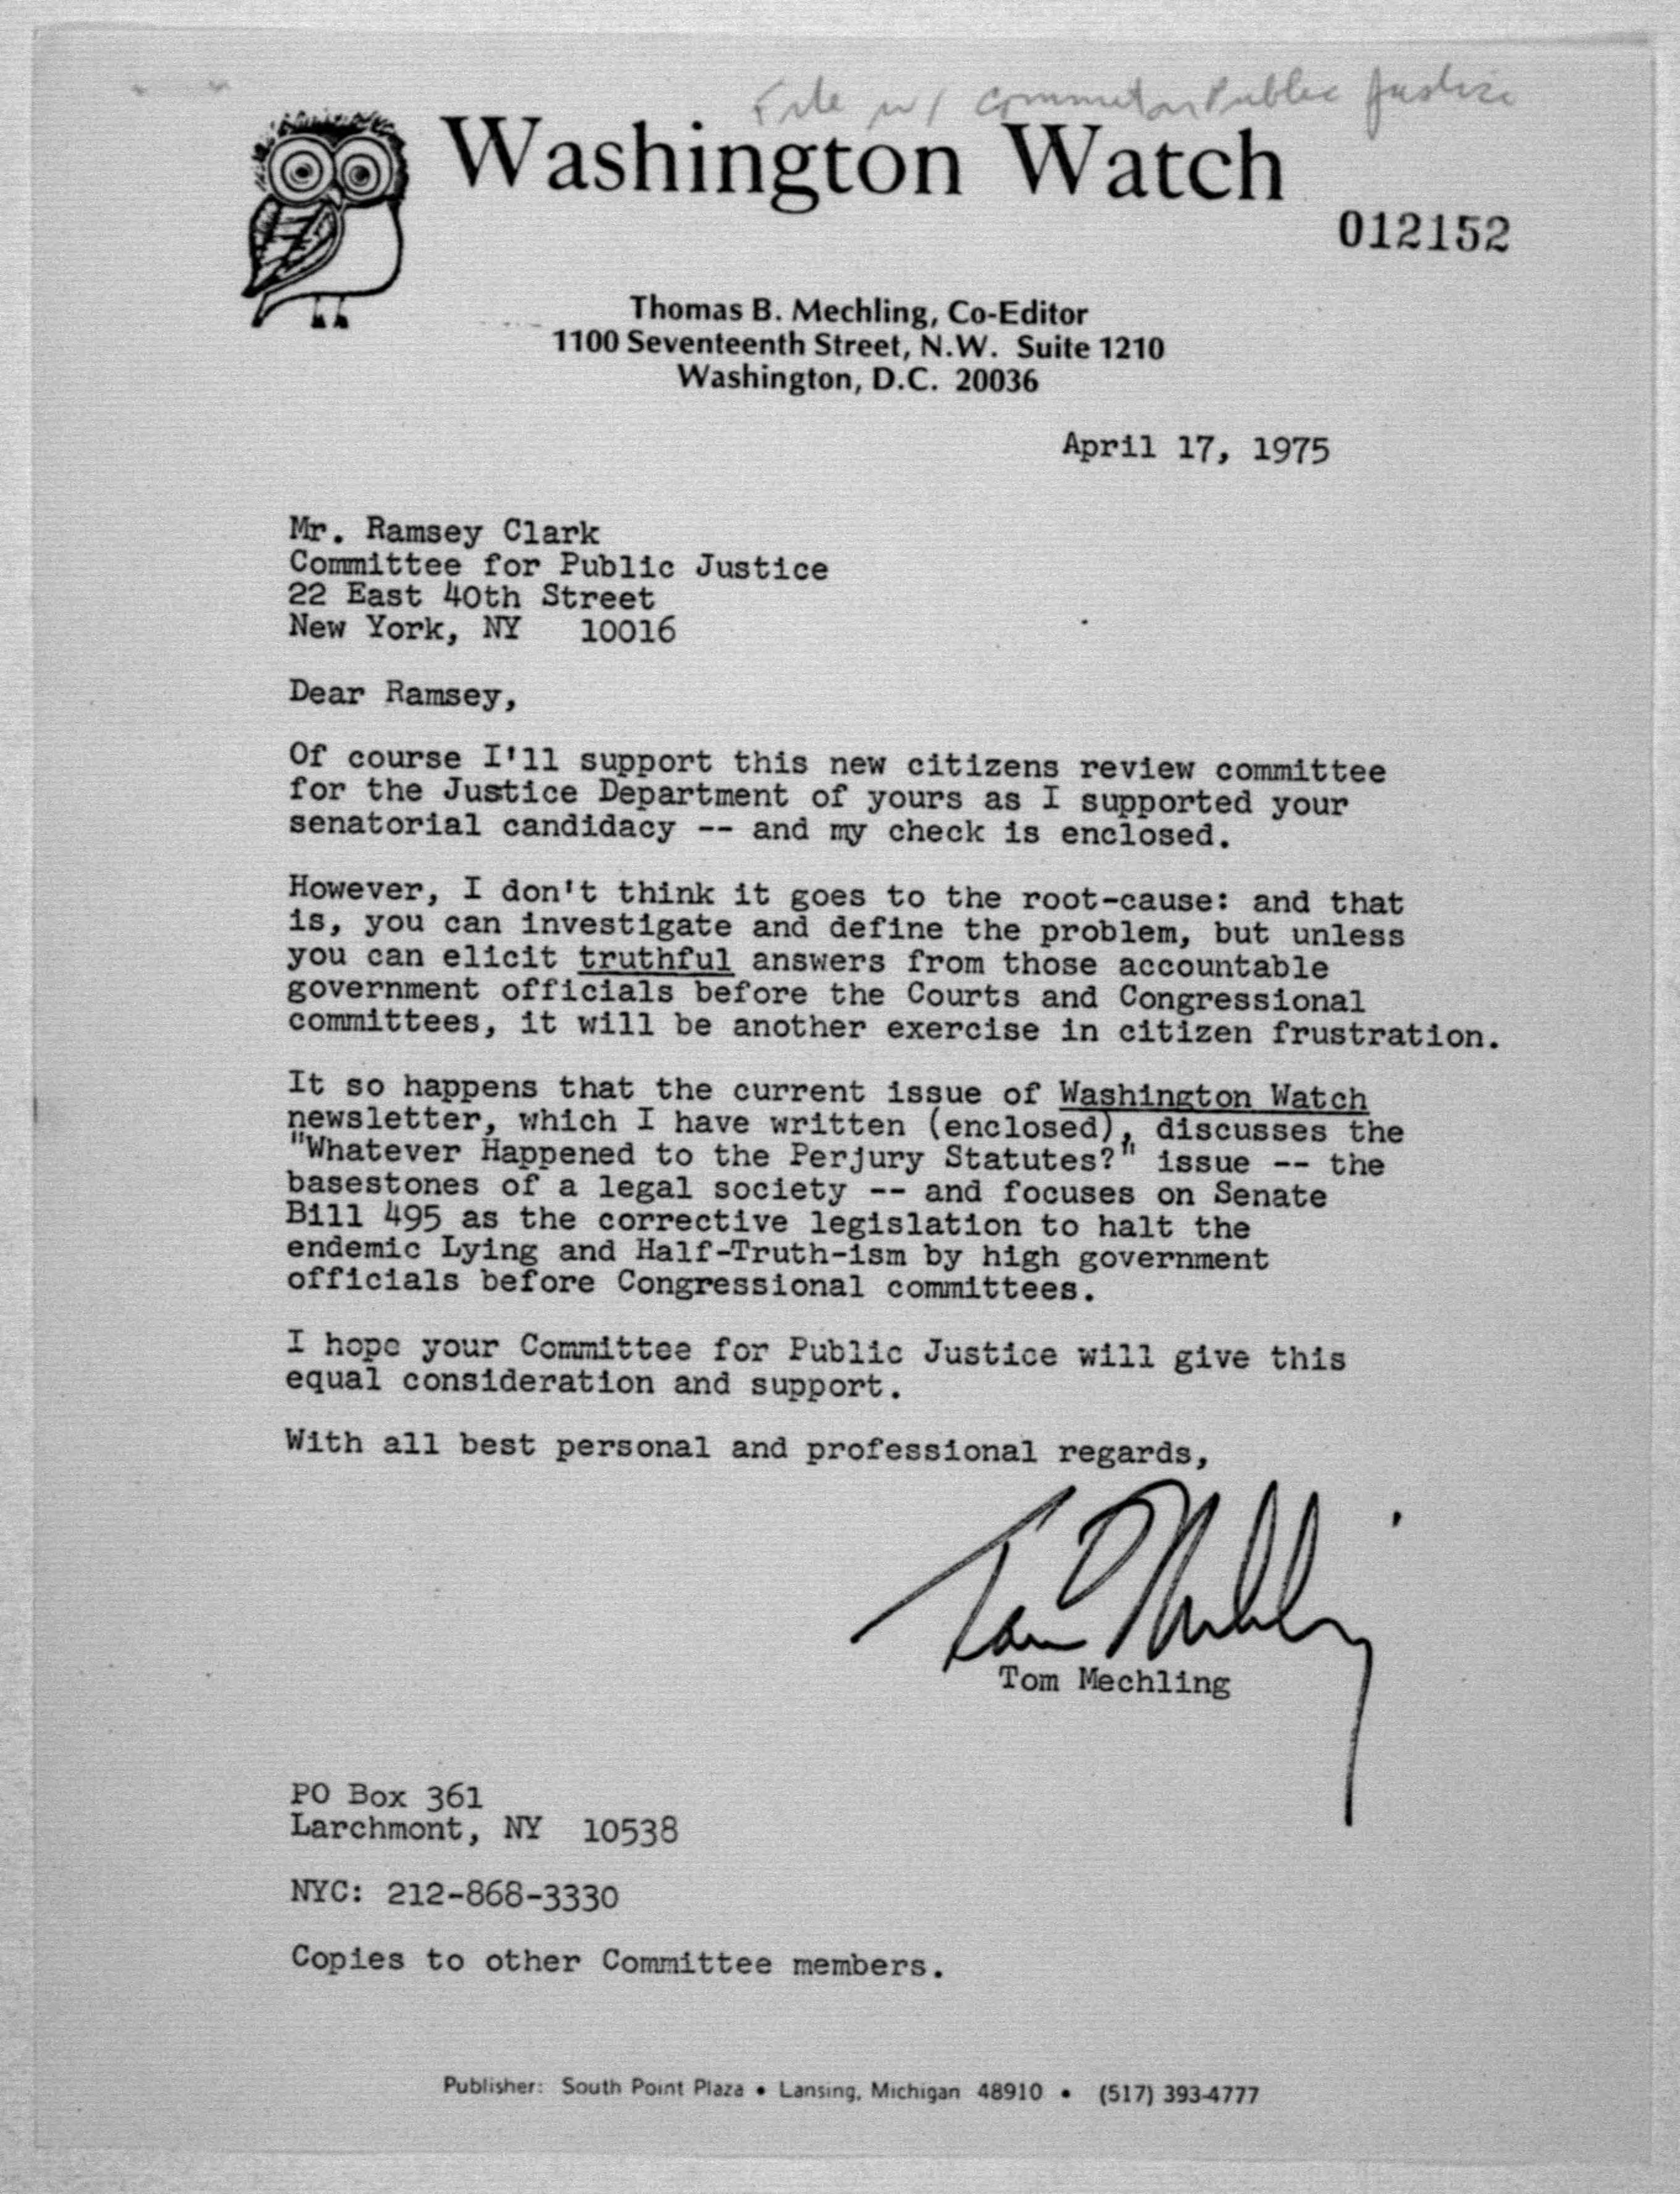 File w/ Committee on Public Justice
Washington Watch
012152
Thomas B. Mechling, Co-Editor
1100 Seventeenth Street, N.W. Suite 1210
Washington, D.C. 20036
April 17, 1975
Mr. Ramsey Clark
Committee for Public Justice
22 East 40th Street
New York, NY 10016
Dear Ramsey,
Of course I'll support this new citizens review committee
for the Justice Department of yours as I supported your
senatorial candidacy -- and my check is enclosed.
However, I don't think it goes to the root-cause: and that
is, you can investigate and define the problem, but unless
you can elicit truthful answers from those accountable
government officials before the Courts and Congressional
committees, it will be another exercise in citizen frustration.
It so happens that the current issue of Washington Watch
newsletter, which I have written (enclosed), discusses the
"Whatever Happened to the Perjury Statutes?" issue -- the
basestones of a legal society -- and focuses on Senate
Bill 495 as the corrective legislation to halt the
endemic Lying and Half-Truth-ism by high government
officials before Congressional committees.
I hope your Committee for Public Justice will give this
equal consideration and support.
With all best personal and professional regards,
Tom Mechling
Tom Mechling
PO Box 361
Larchmont, NY 10538
NYC: 212-868-3330
Copies to other Committee members.
Publisher: South Point Plaza • Lansing, Michigan 48910 • (517) 393-4777